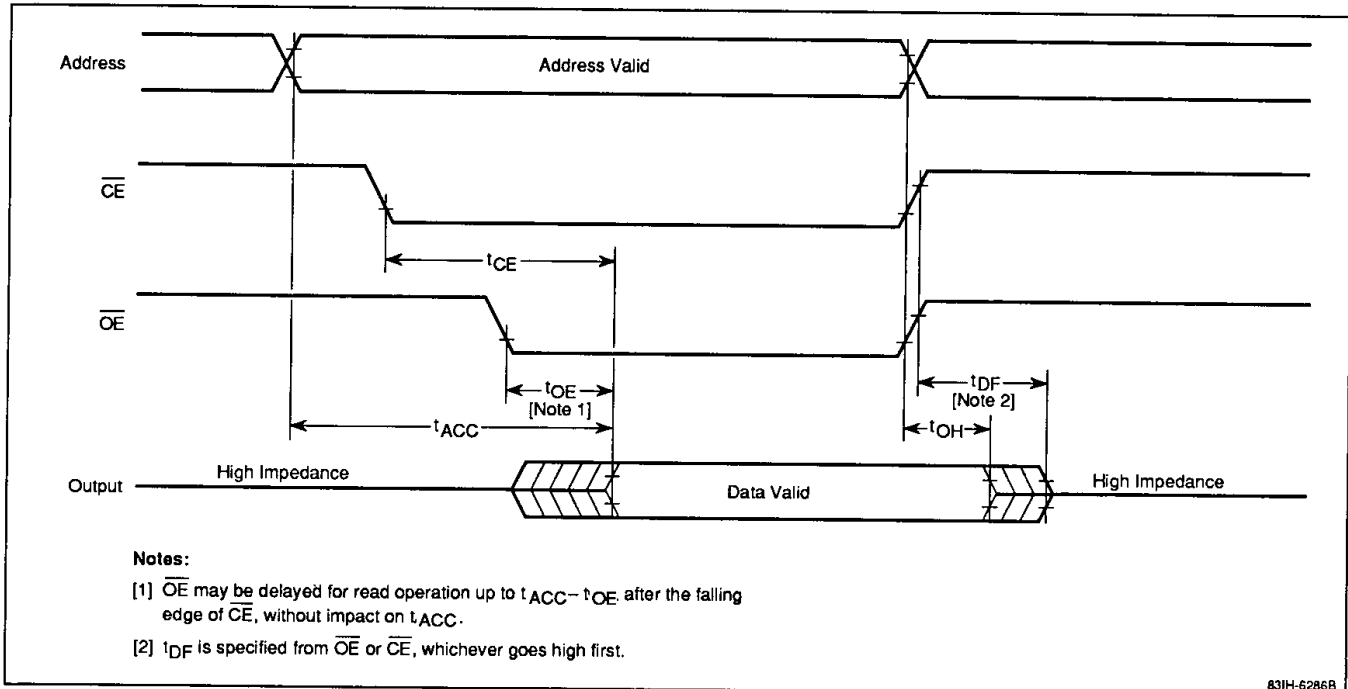 Address
Address Valid
CE
tCE
OE
tOE
[Note 1]
tDF
[Note 2]
tACC
tOH
High Impedance
Output
Data Valid
High Impedance
Notes:
[1] OE may be delayed for read operation up to tACC– tOE. after the falling
edge of CE, without impact on tACC.
[2] tDF is specified from OE or CE, whichever goes high first.
83IH-6286B